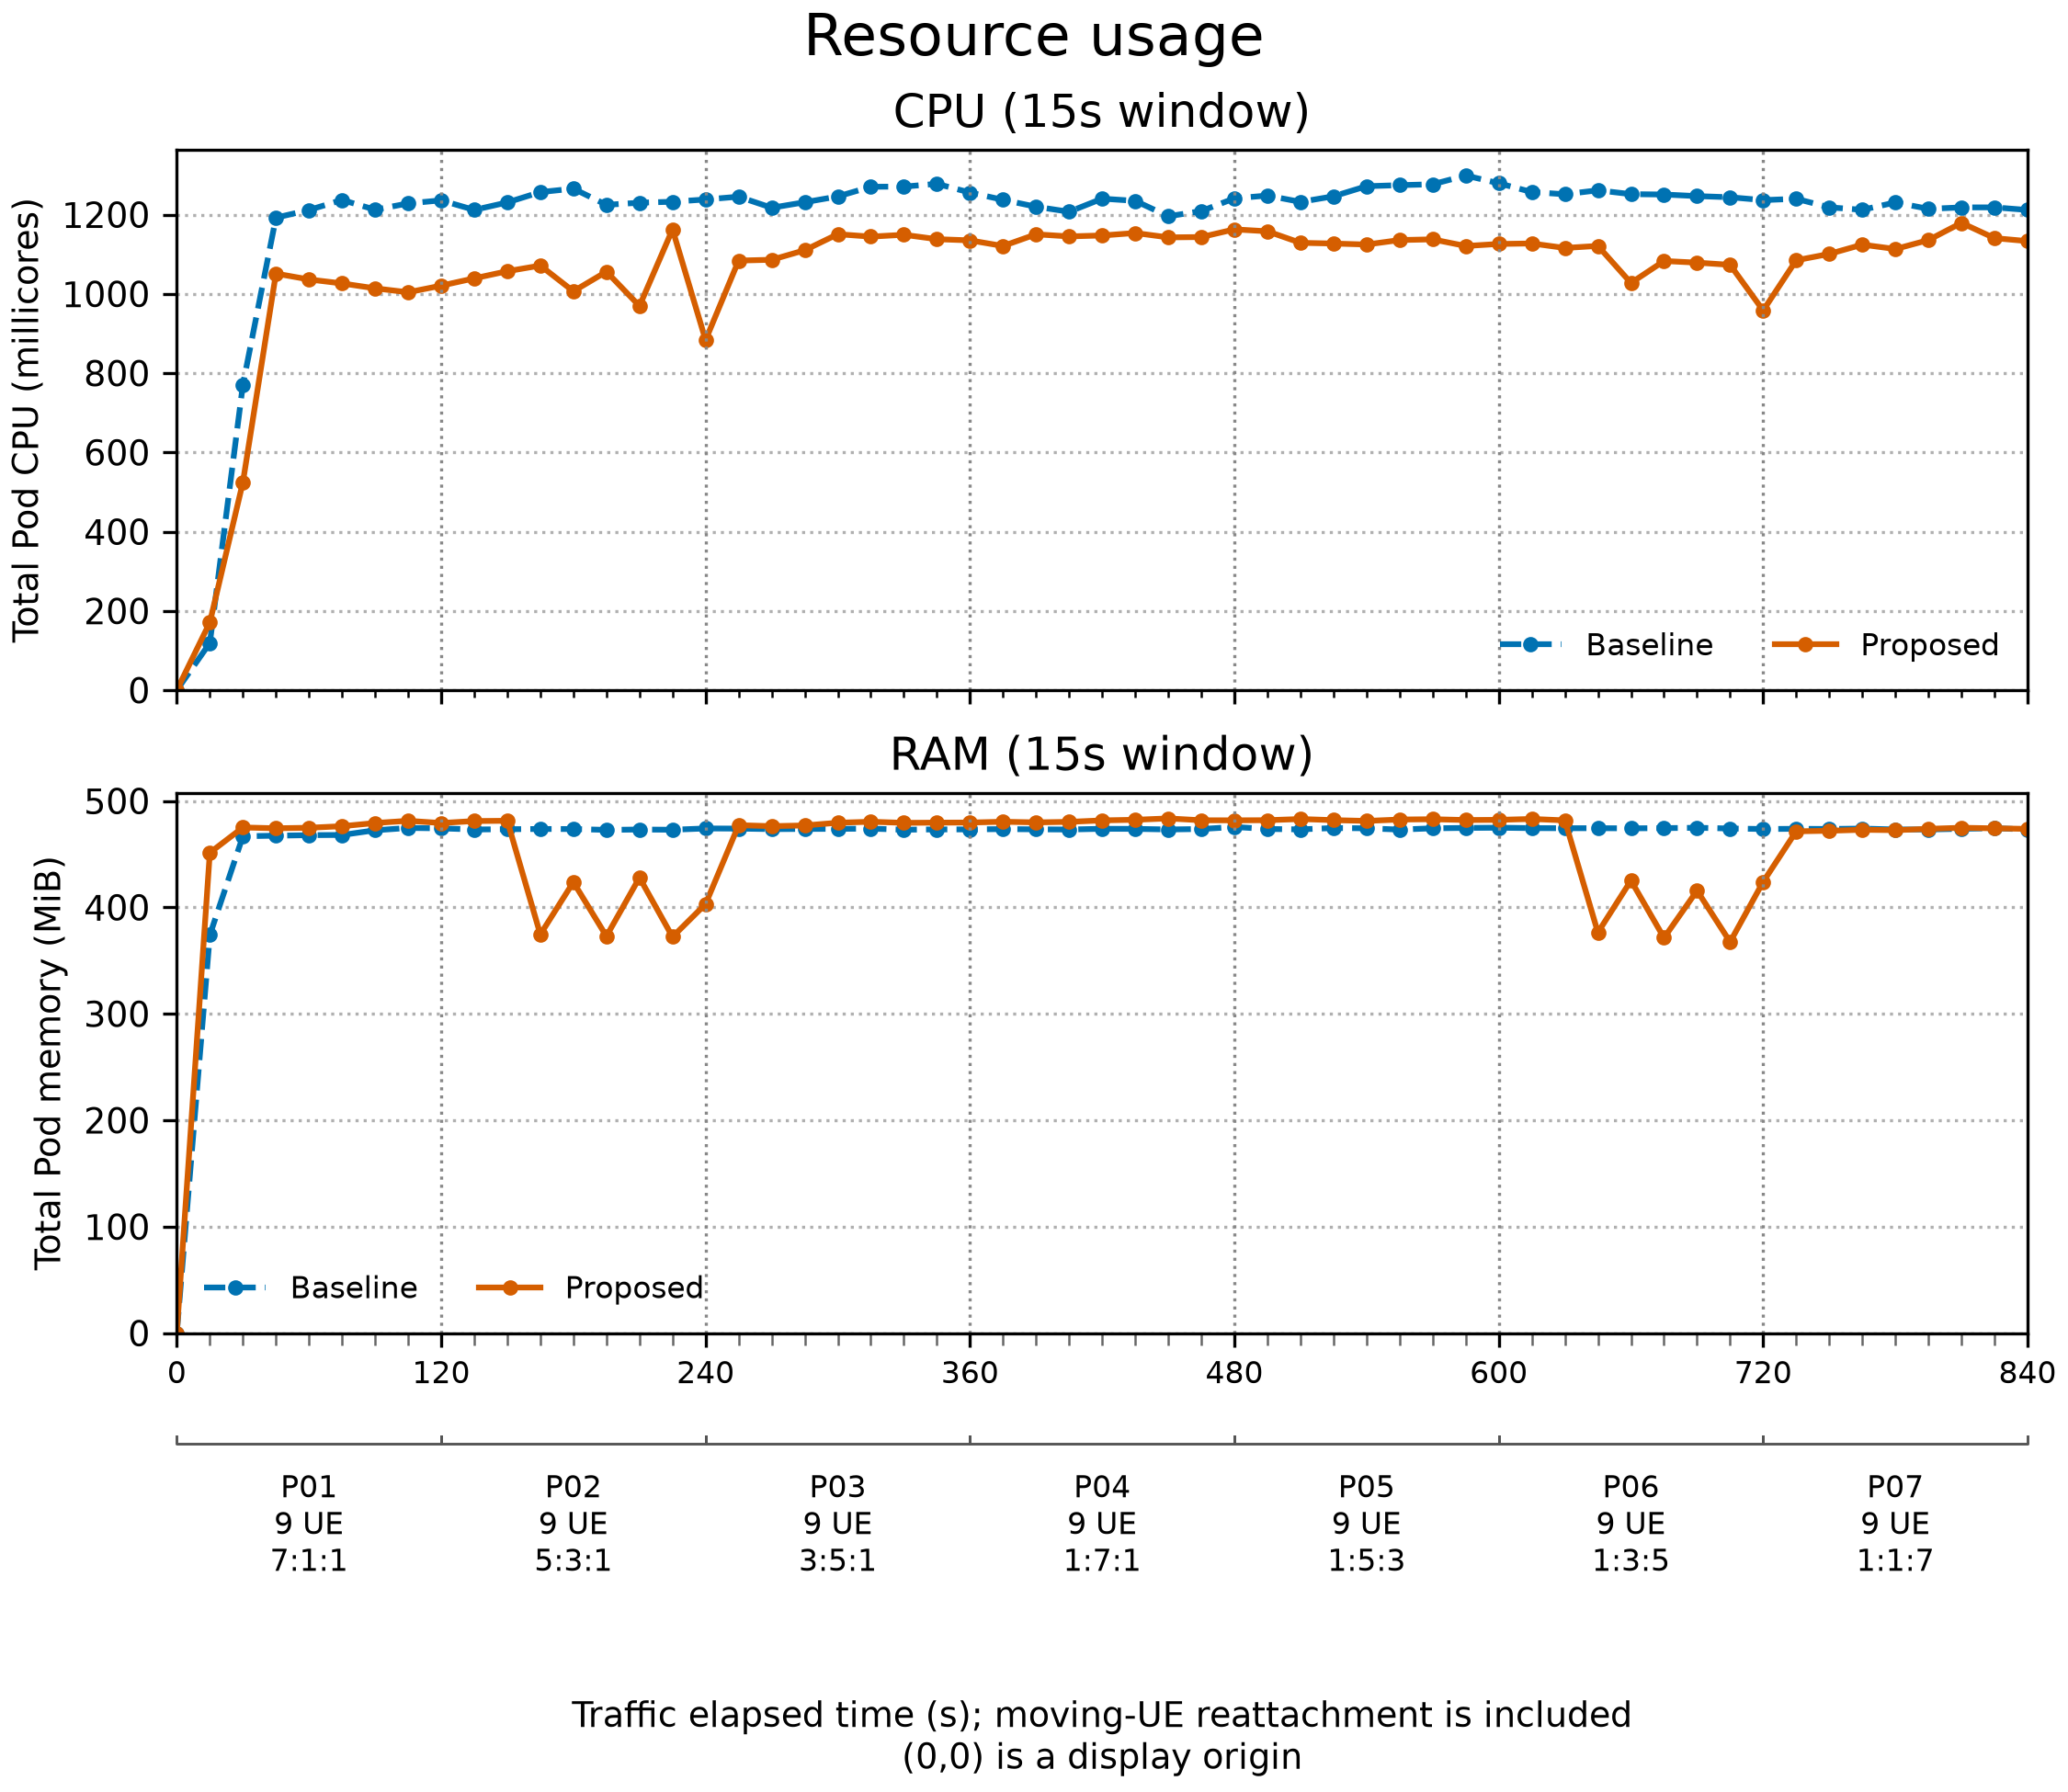 Resource usage
CPU (15s window)
Total Pod CPU (millicores)
1200
1000
800
600
400
200
0
Baseline
Proposed
RAM (15s window)
Total Pod memory (MiB)
500
400
300
200
100
0
Baseline
Proposed
0 120 240 360 480 600 720 840
P01 P02 P03 P04 P05 P06 P07
9 UE 9 UE 9 UE 9 UE 9 UE 9 UE 9 UE
7:1:1 5:3:1 3:5:1 1:7:1 1:5:3 1:3:5 1:1:7
Traffic elapsed time (s); moving-UE reattachment is included
(0,0) is a display origin